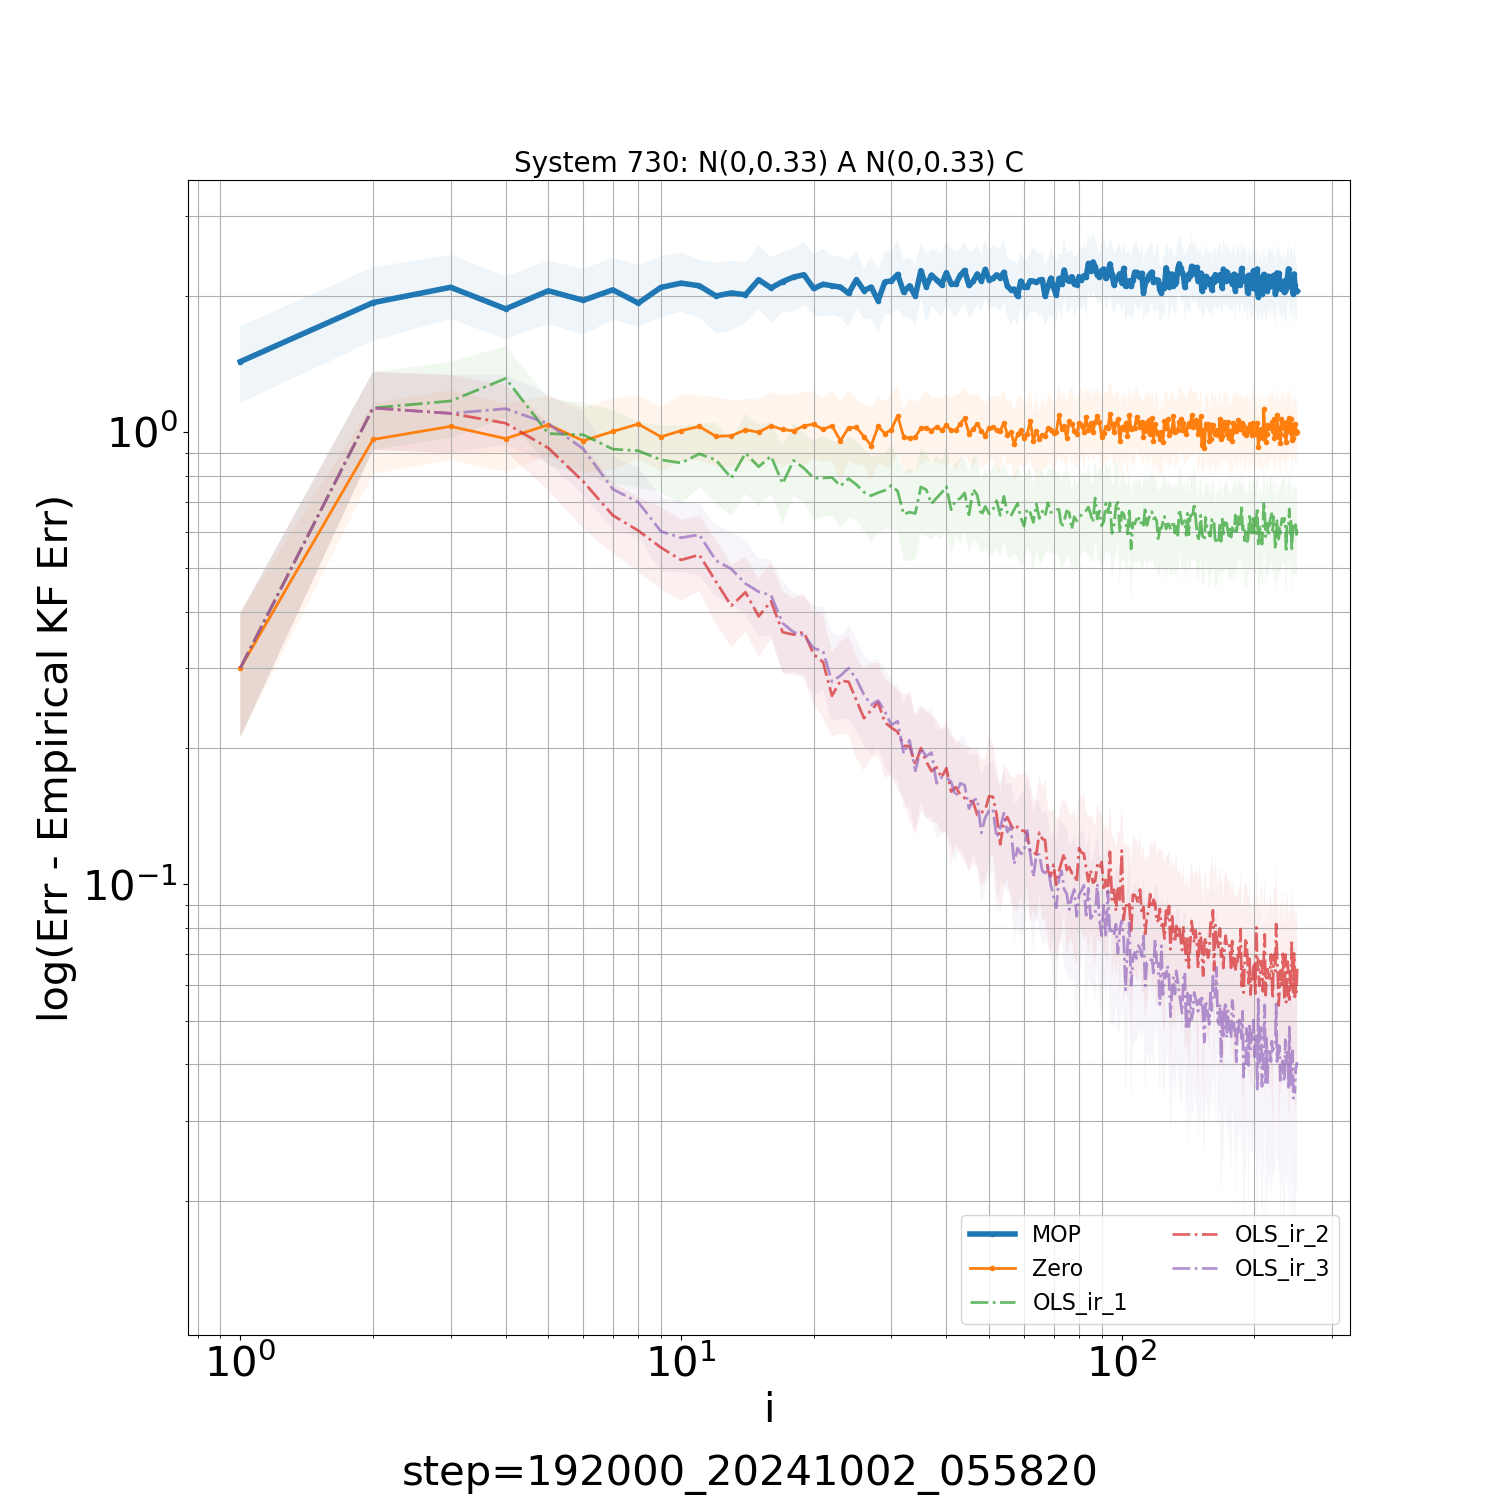 System 730: N(0,0.33) A N(0,0.33) C
log(Err - Empirical KF Err)
10⁰
10⁻¹
MOP
Zero
OLS_ir_1
OLS_ir_2
OLS_ir_3
10⁰ 10¹ 10²
i
step=192000_20241002_055820